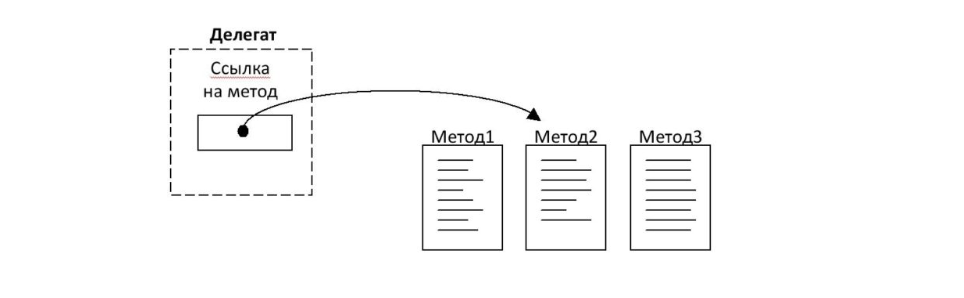 Делегат
Ссылка
на метод
Метод1 Метод2 Метод3